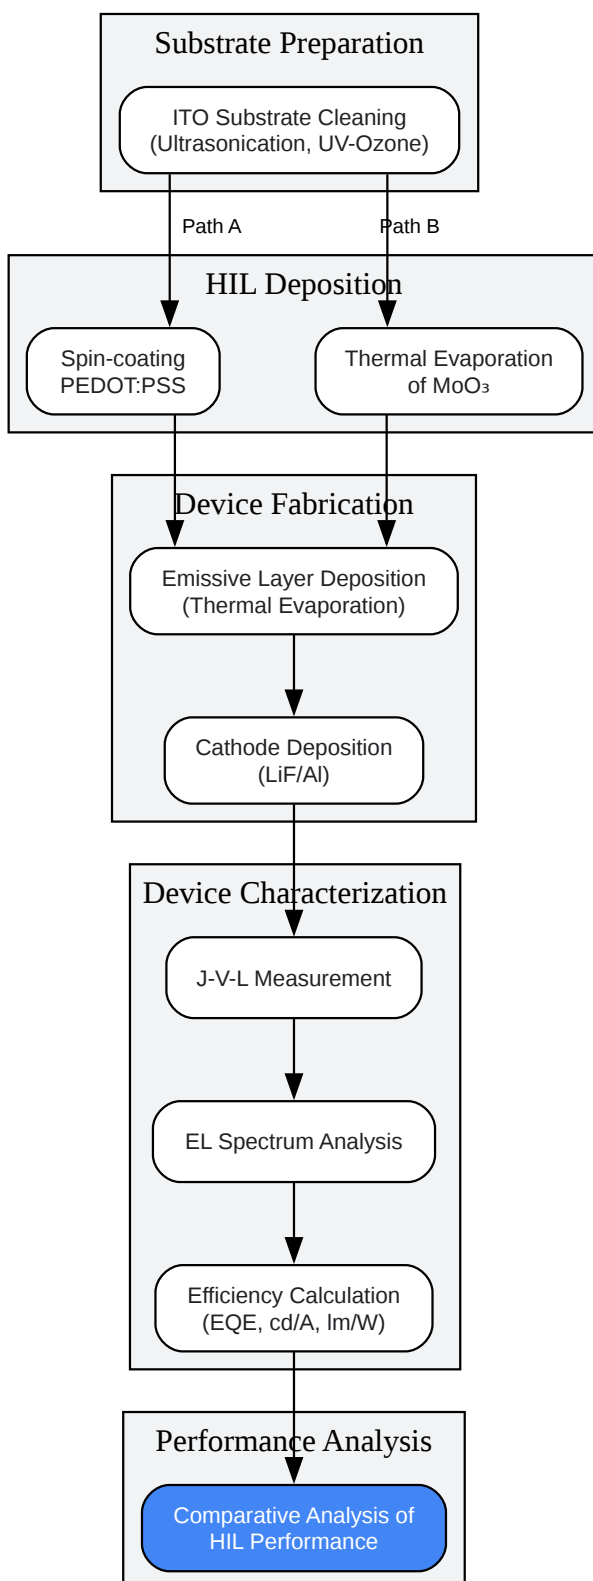 Substrate Preparation
ITO Substrate Cleaning
(Ultrasonication, UV-Ozone)
Path A
Path B
HIL Deposition
Spin-coating
PEDOT:PSS
Thermal Evaporation
of MoO₃
Device Fabrication
Emissive Layer Deposition
(Thermal Evaporation)
Cathode Deposition
(LiF/Al)
Device Characterization
J-V-L Measurement
EL Spectrum Analysis
Efficiency Calculation
(EQE, cd/A, lm/W)
Performance Analysis
Comparative Analysis of
HIL Performance